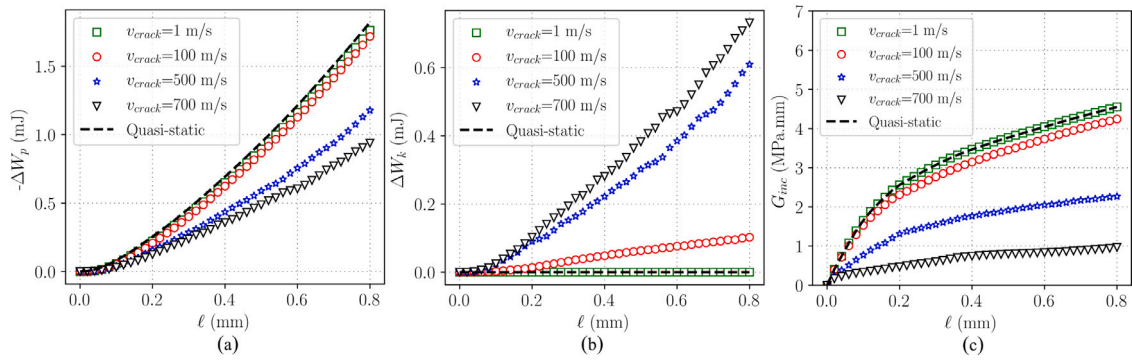 v_crack=1 m/s
v_crack=100 m/s
v_crack=500 m/s
v_crack=700 m/s
Quasi-static
-ΔW_p (mJ)
1.5
1.0
0.5
0.0
0.0 0.2 0.4 0.6 0.8
ℓ (mm)
(a)
v_crack=1 m/s
v_crack=100 m/s
v_crack=500 m/s
v_crack=700 m/s
Quasi-static
ΔW_k (mJ)
0.6
0.4
0.2
0.0
0.0 0.2 0.4 0.6 0.8
ℓ (mm)
(b)
v_crack=1 m/s
v_crack=100 m/s
v_crack=500 m/s
v_crack=700 m/s
Quasi-static
G_inc (MPa.mm)
7
6
5
4
3
2
1
0
0.0 0.2 0.4 0.6 0.8
ℓ (mm)
(c)